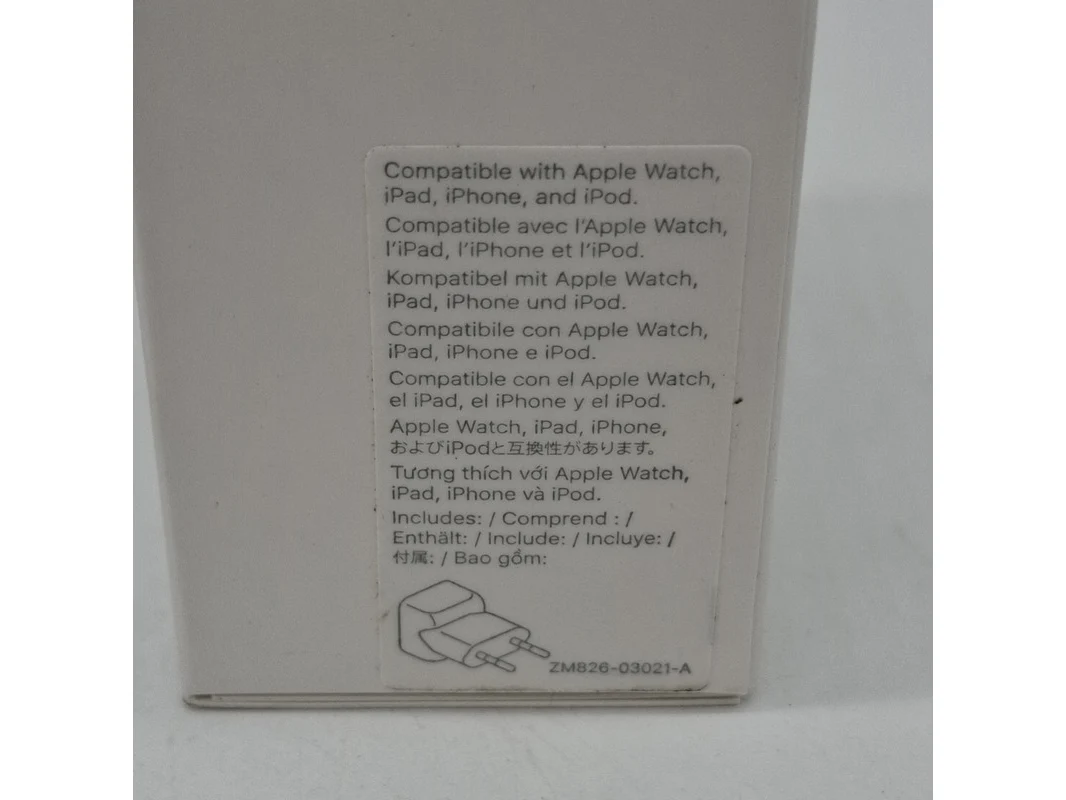 Compatible with Apple Watch,
iPad, iPhone, and iPod.
Compatible avec l'Apple Watch,
l'iPad, l'iPhone et l'iPod.
Kompatibel mit Apple Watch,
iPad, iPhone und iPod.
Compatibile con Apple Watch,
iPad, iPhone e iPod.
Compatible con el Apple Watch,
el iPad, el iPhone y el iPod.
Apple Watch, iPad, iPhone,
およびiPodと互換性があります。
Tương thích với Apple Watch,
iPad, iPhone và iPod.
Includes: / Comprend : /
Enthält: / Include: / Incluye: /
付属: / Bao gồm:
ZM826-03021-A